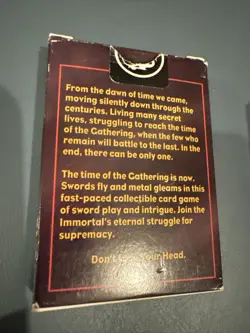 From the dawn of time we came,
moving silently down through the
centuries. Living many secret
lives, struggling to reach the time
of the Gathering, when the few who
remain will battle to the last. In the
end, there can be only one.
The time of the Gathering is now.
Swords fly and metal gleams in this
fast-paced collectible card game
of sword play and intrigue. Join the
Immortal's eternal struggle for
supremacy.
Don't Your Head.